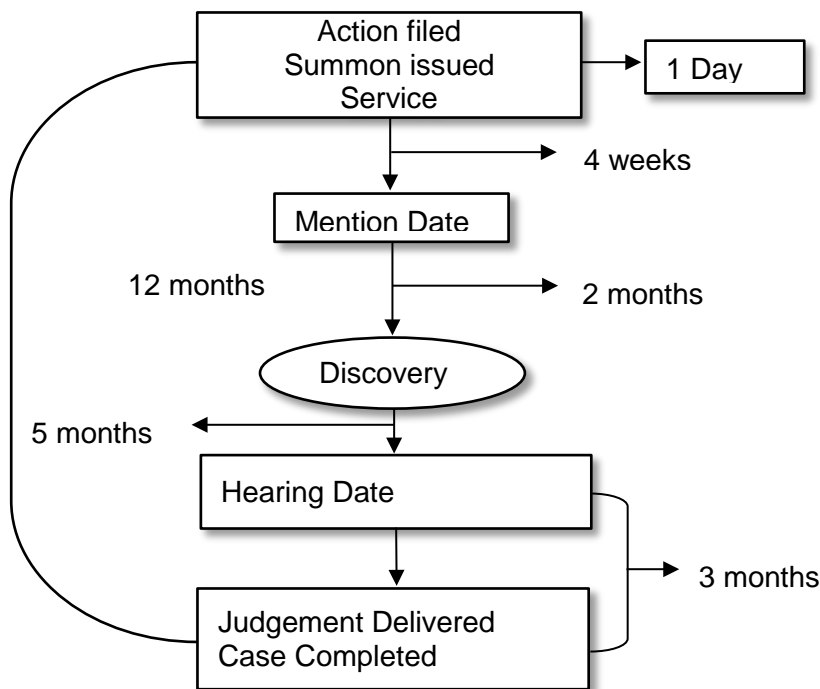 Action filed
Summon issued
Service
1 Day
4 weeks
Mention Date
12 months
2 months
Discovery
5 months
Hearing Date
3 months
Judgement Delivered
Case Completed